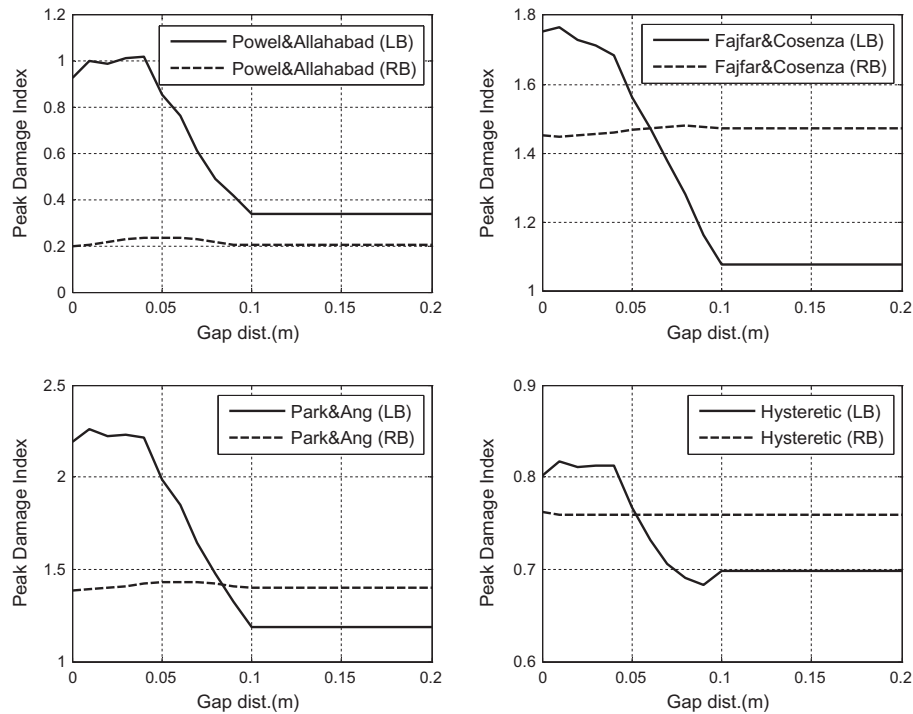 Peak Damage Index
1.2
1
0.8
0.6
0.4
0.2
0
Powel&Allahabad (LB)
Powel&Allahabad (RB)
0 0.05 0.1 0.15 0.2
Gap dist.(m)
Peak Damage Index
1.8
1.6
1.4
1.2
1
Fajfar&Cosenza (LB)
Fajfar&Cosenza (RB)
0 0.05 0.1 0.15 0.2
Gap dist.(m)
Peak Damage Index
2.5
2
1.5
1
Park&Ang (LB)
Park&Ang (RB)
0 0.05 0.1 0.15 0.2
Gap dist.(m)
Peak Damage Index
0.9
0.8
0.7
0.6
Hysteretic (LB)
Hysteretic (RB)
0 0.05 0.1 0.15 0.2
Gap dist.(m)